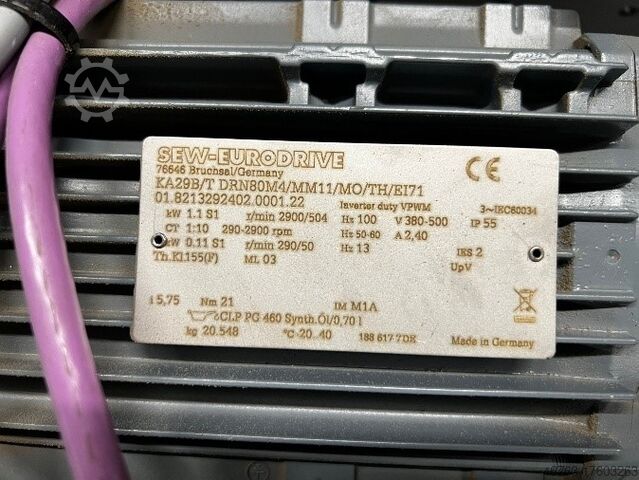 SEW-EURODRIVE
76646 Bruchsal/Germany
KA29B/T DRN80M4/MM11/MO/TH/EI71
01.8213292402.0001.22 Inverter duty VPWM 3~IEC60034
kW 1.1 S1 r/min 2900/504 Hz 100 V 380-500 IP 55
CT 1:10 290-2900 rpm Hz 50-60 A 2,40
kW 0.11 S1 r/min 290/50 Hz 13 IES 2
Th.Kl.155(F) ML 03 UpV
i 5,75 Nm 21 IM M1A
CLP PG 460 Synth.Öl/0,70 l
kg 20.548 °C-20..40 188 617 7DE Made in Germany
CE